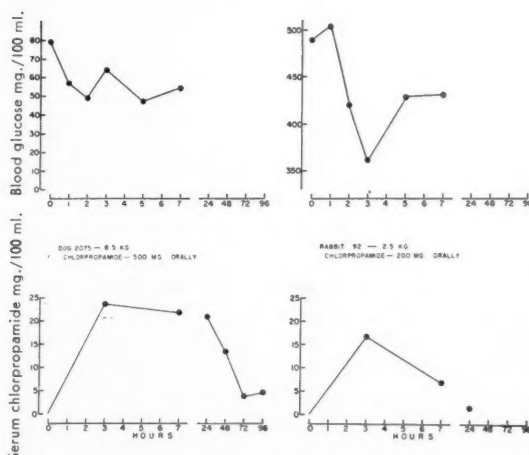 Blood glucose mg./100 ml.
80
70
60
50
40
30
20
10
0
0 1 2 3 4 5 6 7 24 48 72 96
500
450
400
350
0 1 2 3 4 5 6 7 24 48 72 96
DOG 2075 — 8.5 KG
CHLORPROPAMIDE — 500 MG ORALLY
RABBIT 92 — 2.5 KG
CHLORPROPAMIDE — 200 MG ORALLY
Serum chlorpropamide mg./100 ml.
25
20
15
10
5
0
0 1 2 3 4 5 6 7 24 48 72 96
HOURS
25
20
15
10
5
0
0 1 2 3 4 5 6 7 24 48 72 96
HOURS